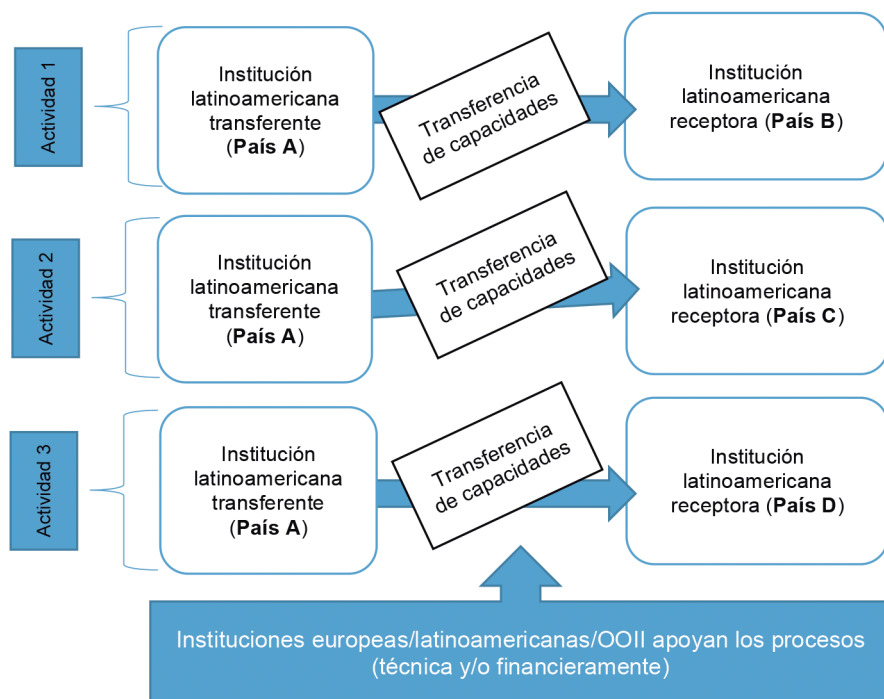 Actividad 1
Institución
latinoamericana
transferente
(País A)
Transferencia
de capacidades
Institución
latinoamericana
receptora (País B)
Actividad 2
Institución
latinoamericana
transferente
(País A)
Transferencia
de capacidades
Institución
latinoamericana
receptora (País C)
Actividad 3
Institución
latinoamericana
transferente
(País A)
Transferencia
de capacidades
Institución
latinoamericana
receptora (País D)
Instituciones europeas/latinoamericanas/OOII apoyan los procesos
(técnica y/o financieramente)